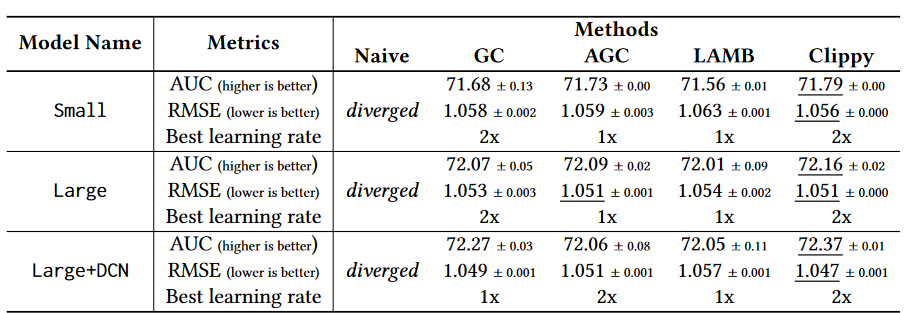 Methods
Model Name Metrics Naive GC AGC LAMB Clippy
AUC (higher is better) 71.68 ± 0.13 71.73 ± 0.00 71.56 ± 0.01 71.79 ± 0.00
Small RMSE (lower is better) diverged 1.058 ± 0.002 1.059 ± 0.003 1.063 ± 0.001 1.056 ± 0.000
Best learning rate 2x 1x 1x 2x
AUC (higher is better) 72.07 ± 0.05 72.09 ± 0.02 72.01 ± 0.09 72.16 ± 0.02
Large RMSE (lower is better) diverged 1.053 ± 0.003 1.051 ± 0.001 1.054 ± 0.002 1.051 ± 0.000
Best learning rate 2x 1x 1x 2x
AUC (higher is better) 72.27 ± 0.03 72.06 ± 0.08 72.05 ± 0.11 72.37 ± 0.01
Large+DCN RMSE (lower is better) diverged 1.049 ± 0.001 1.051 ± 0.001 1.057 ± 0.001 1.047 ± 0.001
Best learning rate 1x 2x 1x 2x